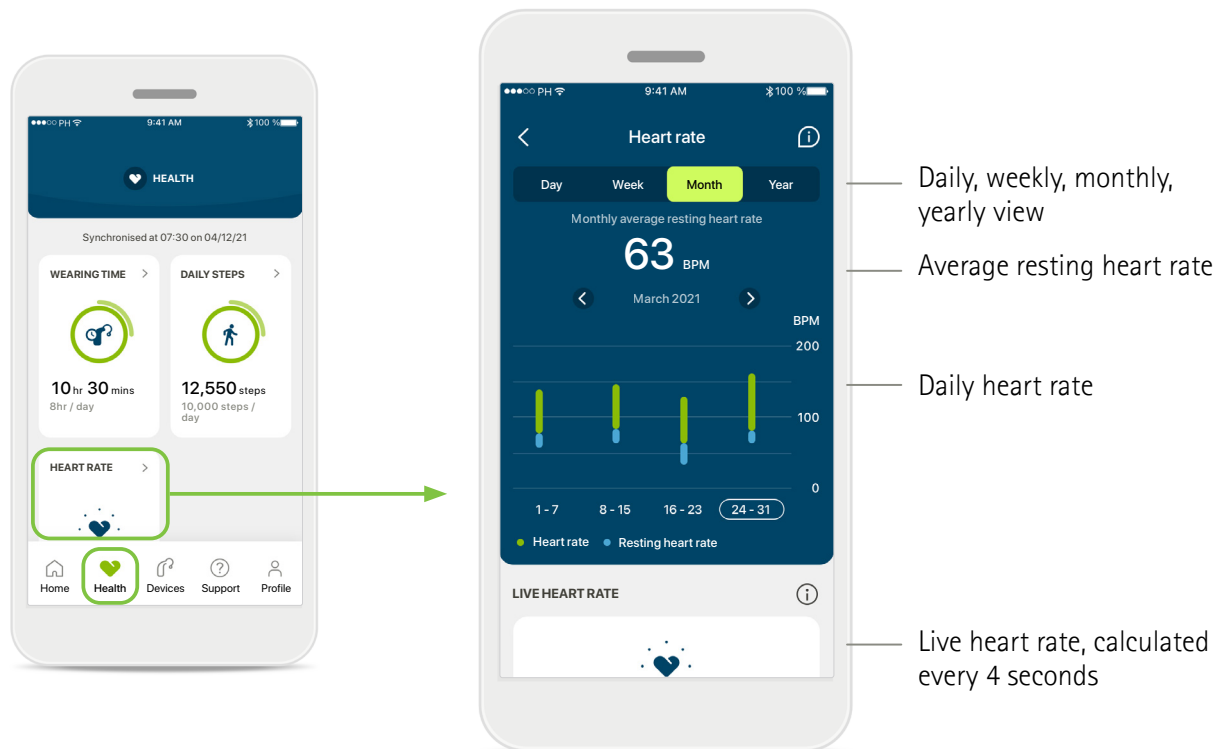 PH 9:41 AM 100 %
HEALTH
Synchronised at 07:30 on 04/12/21
WEARING TIME
DAILY STEPS
10 hr 30 mins
8hr / day
12,550 steps
10,000 steps /
day
HEART RATE
Home Health Devices Support Profile
PH 9:41 AM 100 %
Heart rate
Day Week Month Year
Monthly average resting heart rate
63 BPM
March 2021
BPM
200
100
0
1 - 7 8 - 15 16 - 23 24 - 31
Heart rate Resting heart rate
LIVE HEART RATE
Daily, weekly, monthly,
yearly view
Average resting heart rate
Daily heart rate
Live heart rate, calculated
every 4 seconds